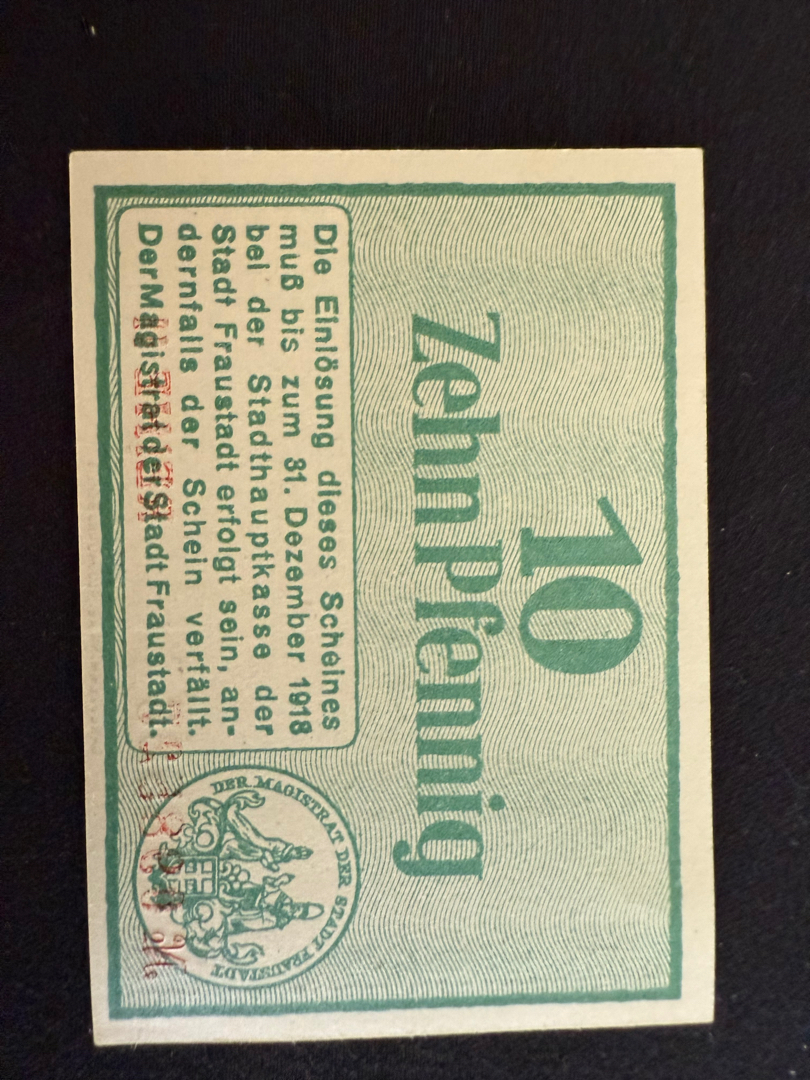 10
Zehn Pfennig
Die Einlösung dieses Scheines
muß bis zum 31. Dezember 1918
bei der Stadthauptkasse der
Stadt Fraustadt erfolgt sein, an-
dernfalls der Schein verfällt.
Der Magistrat der Stadt Fraustadt.
DER MAGISTRAT DER STADT FRAUSTADT